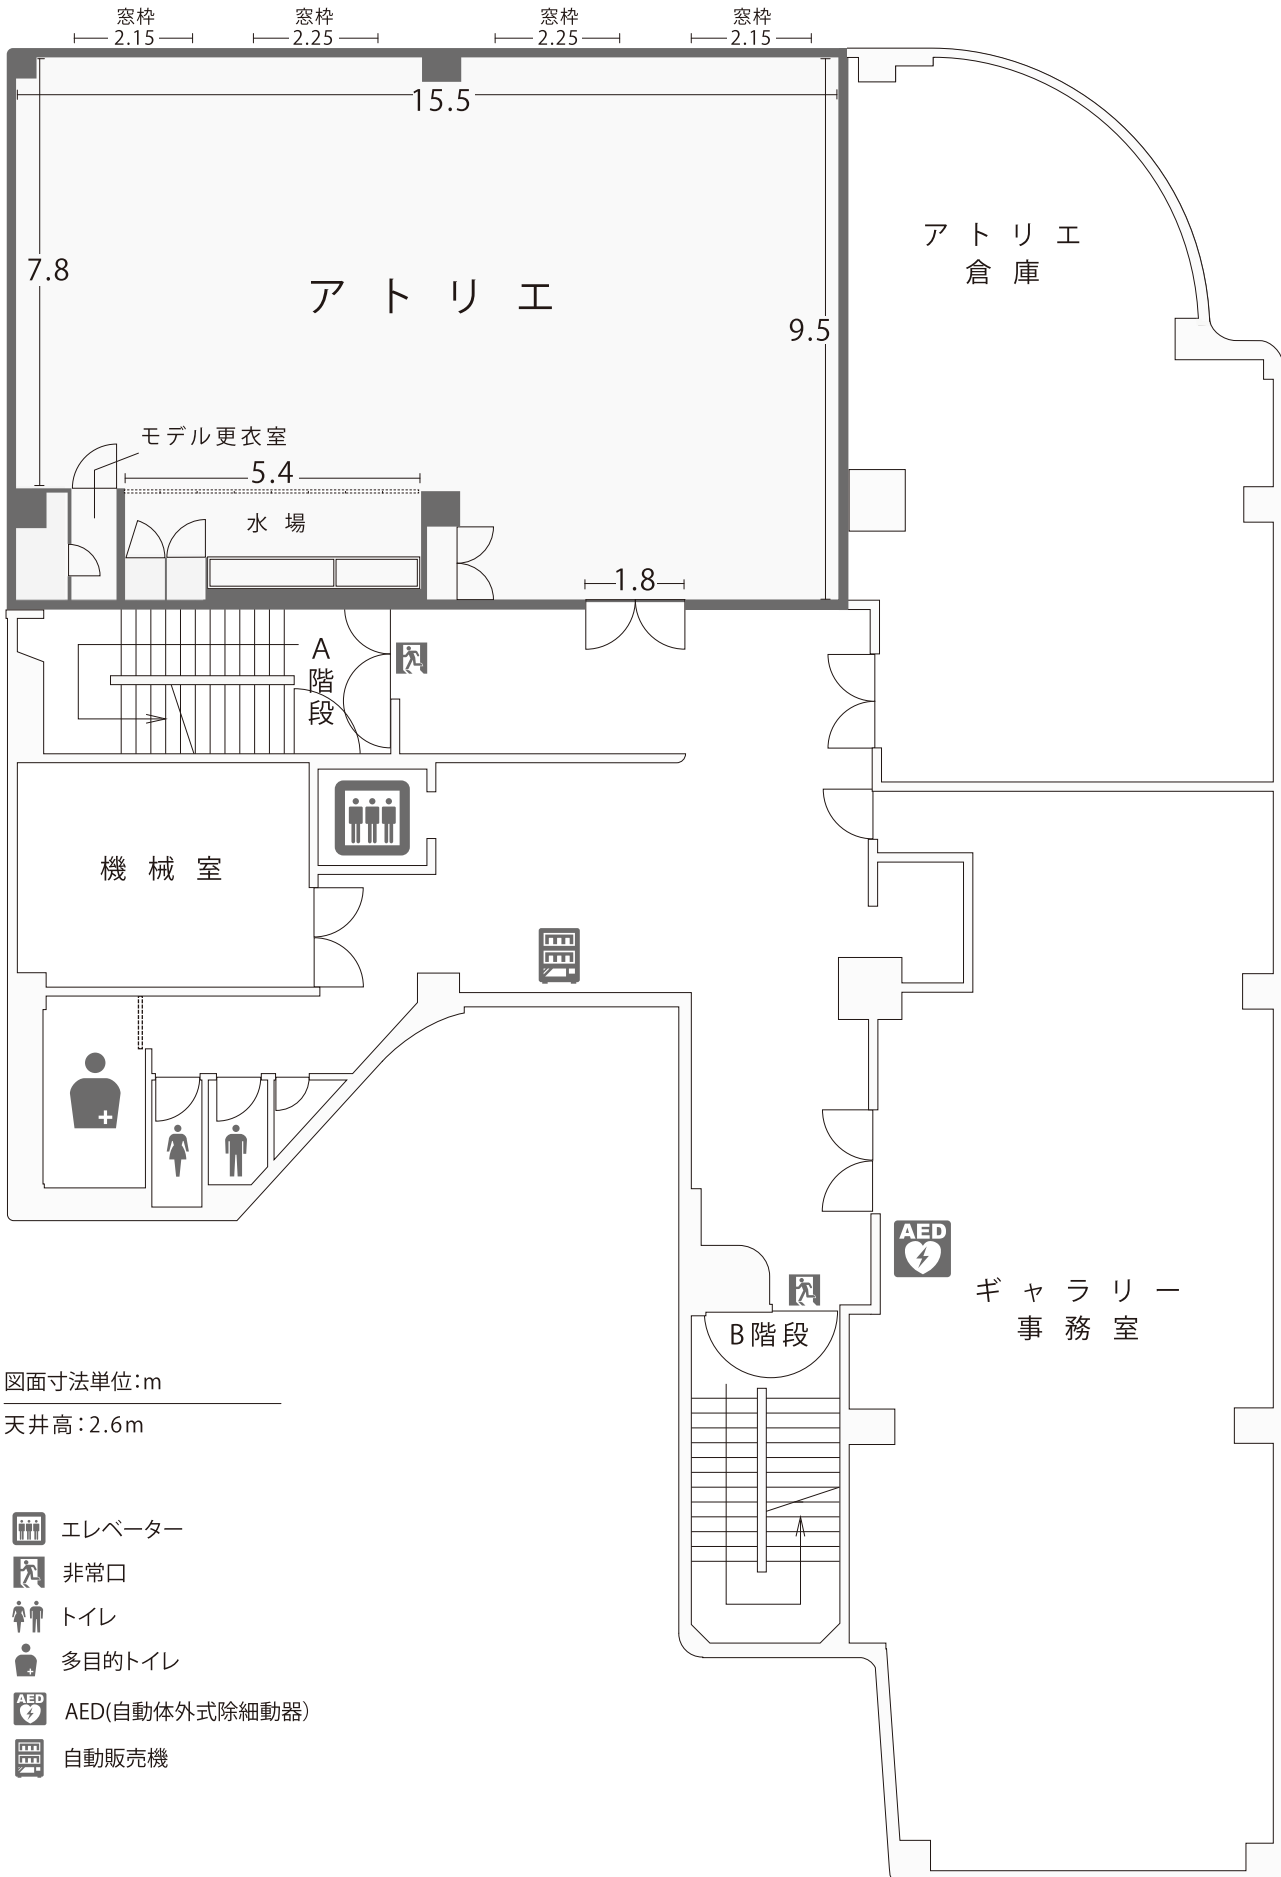 窓枠
2.15
窓枠
2.25
窓枠
2.25
窓枠
2.15
15.5
アトリエ
倉庫
7.8
アトリエ
9.5
モデル更衣室
5.4
水場
1.8
A
階
段
機械室
AED
ギャラリー
事務室
B階段
図面寸法単位：m
天井高：2.6m
エレベーター
非常口
トイレ
多目的トイレ
AED
AED(自動体外式除細動器）
自動販売機